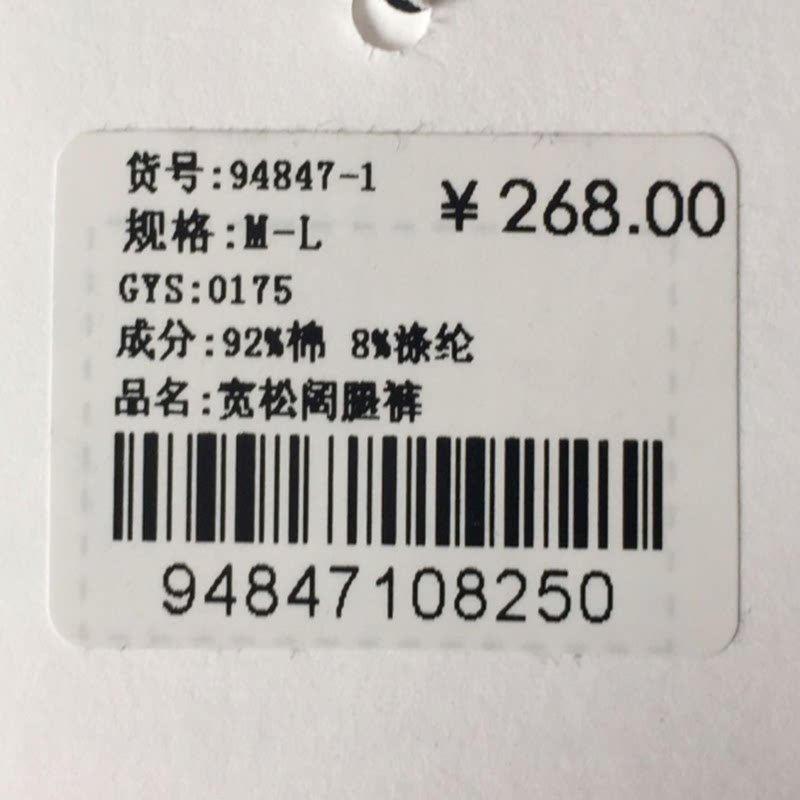 货号:94847-1
¥268.00
规格:M-L
GYS:0175
成分:92%棉 8%涤纶
品名:宽松阔腿裤
94847108250